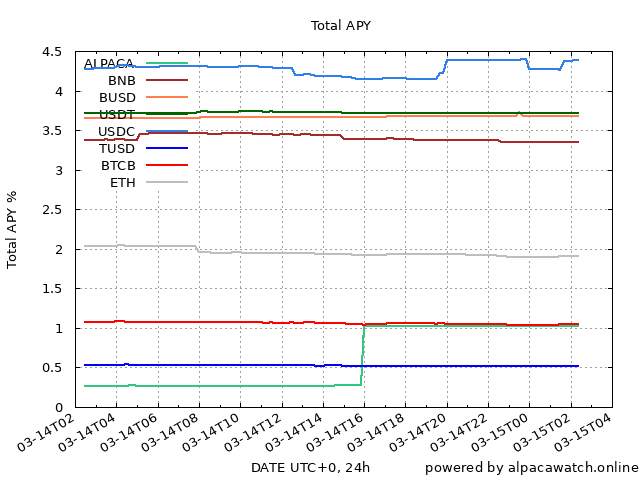 Total APY
Total APY %
4.5
4
3.5
3
2.5
2
1.5
1
0.5
0
ALPACA
BNB
BUSD
USDT
USDC
TUSD
BTCB
ETH
03-14T02
03-14T04
03-14T06
03-14T08
03-14T10
03-14T12
03-14T14
03-14T16
03-14T18
03-14T20
03-14T22
03-15T00
03-15T02
03-15T04
DATE UTC+0, 24h
powered by alpacawatch.online